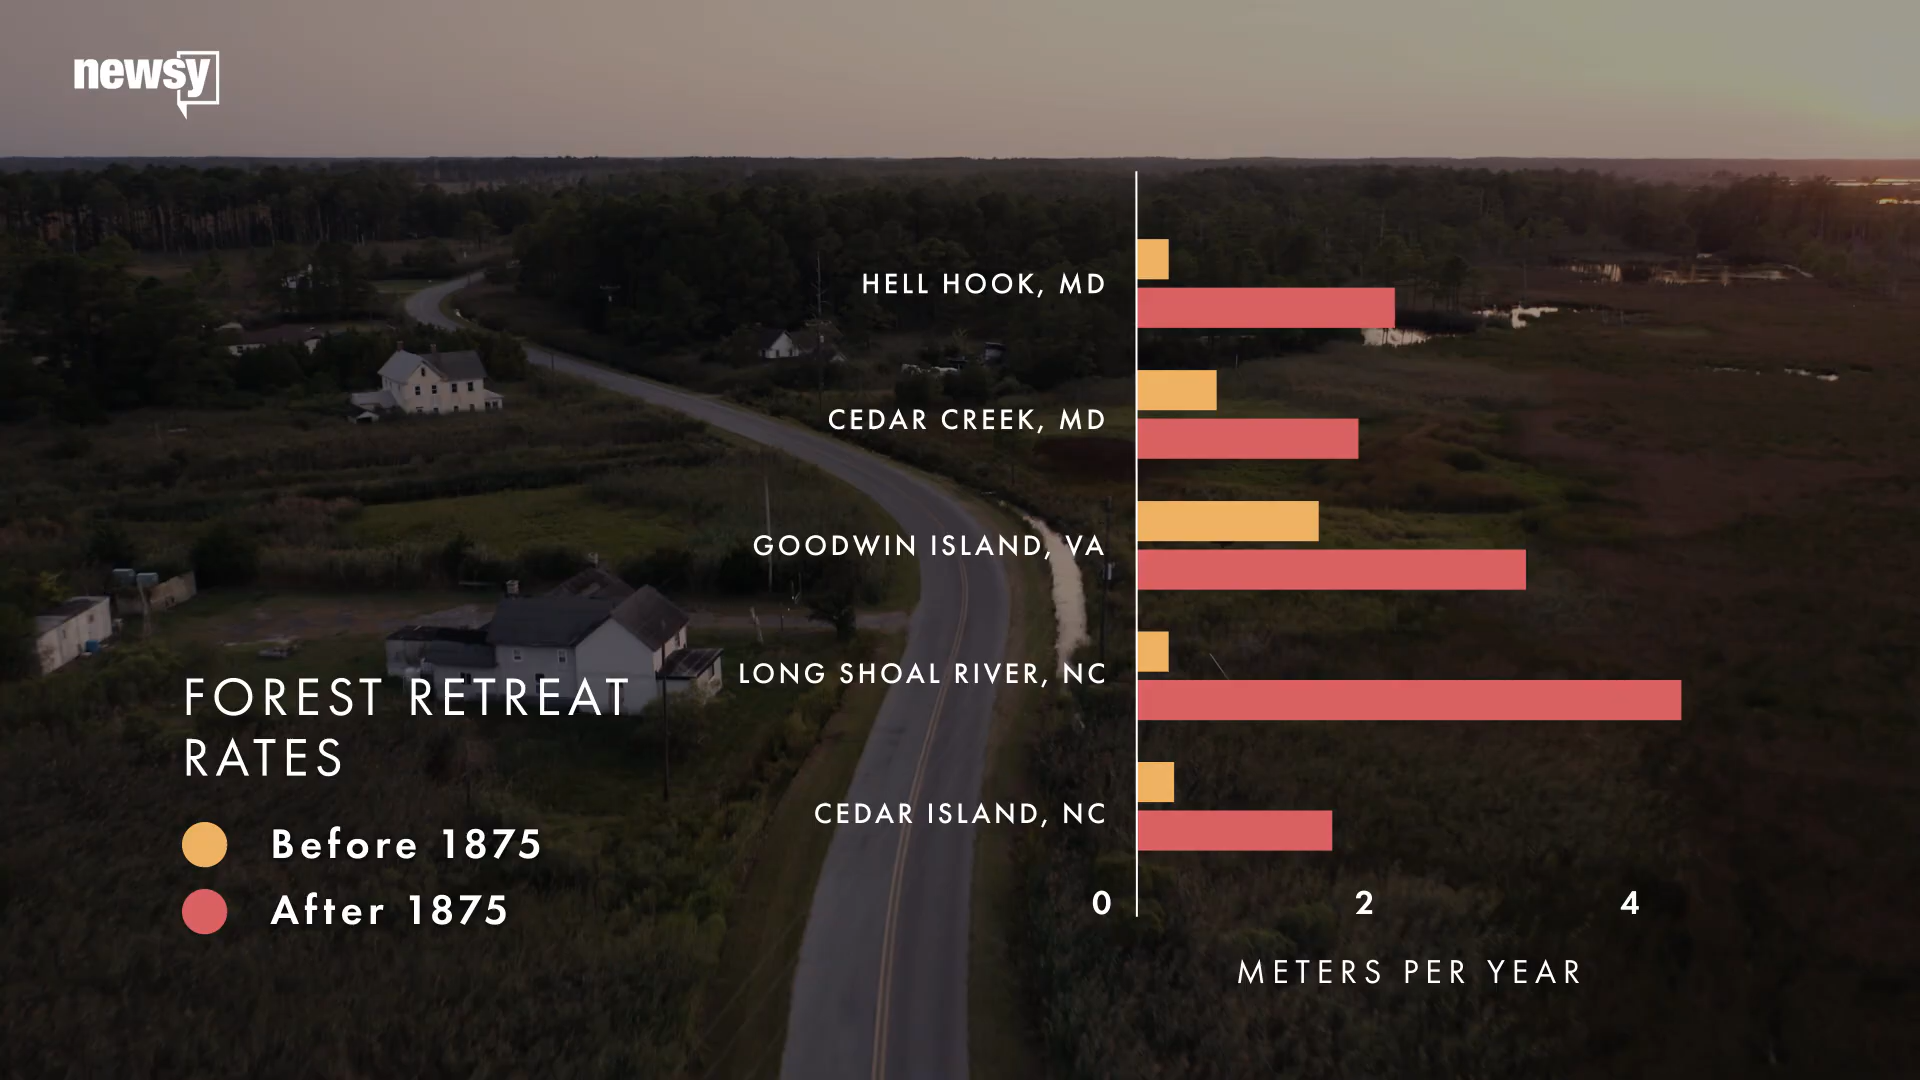 newsy
HELL HOOK, MD
CEDAR CREEK, MD
GOODWIN ISLAND, VA
LONG SHOAL RIVER, NC
CEDAR ISLAND, NC
0 2 4
METERS PER YEAR
FOREST RETREAT
RATES
Before 1875
After 1875